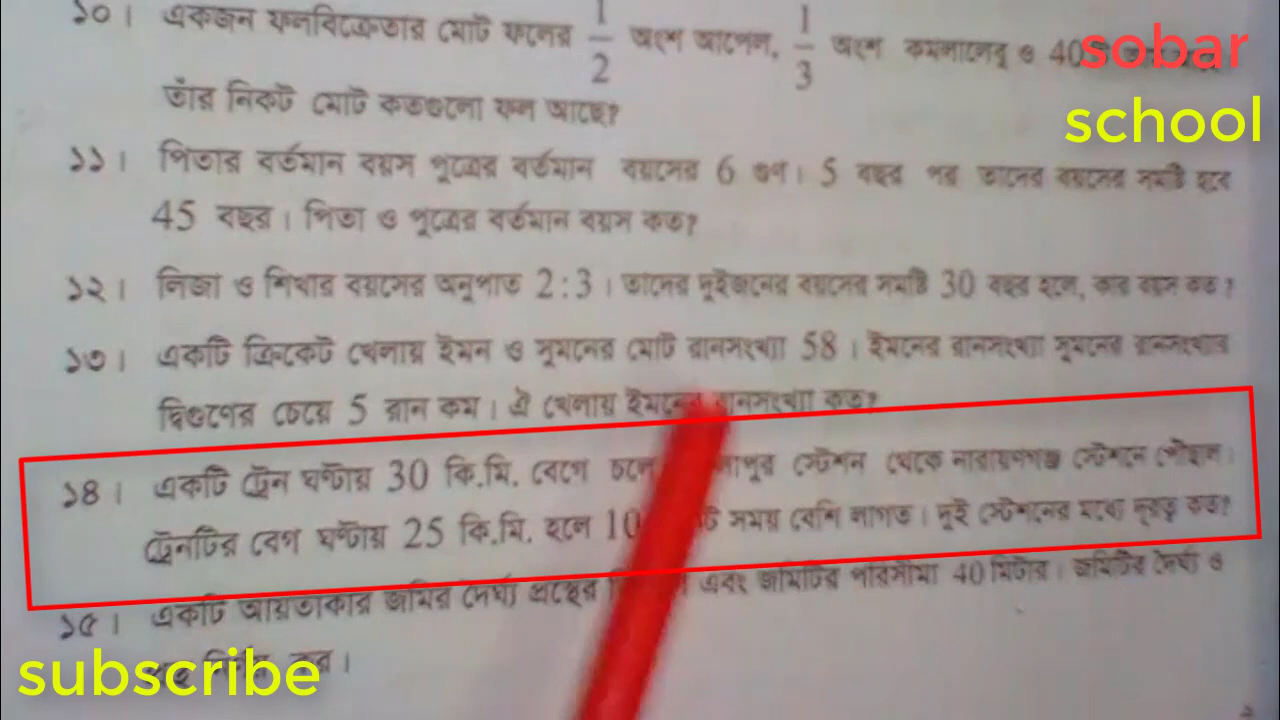 ১০। একজন ফলবিক্রেতার মোট ফলের 1/2 অংশ আপেল, 1/3 অংশ কমলালেবু ও 40
sobar
তাঁর নিকট মোট কতগুলো ফল আছে?
school
১১। পিতার বর্তমান বয়স পুত্রের বর্তমান বয়সের 6 গুণ। 5 বছর পর তাদের বয়সের সমষ্টি হবে
45 বছর। পিতা ও পুত্রের বর্তমান বয়স কত?
১২। লিজা ও শিখার বয়সের অনুপাত 2:3। তাদের দুইজনের বয়সের সমষ্টি 30 বছর হলে, কার বয়স কত?
১৩। একটি ক্রিকেট খেলায় ইমন ও সুমনের মোট রানসংখ্যা 58। ইমনের রানসংখ্যা সুমনের রানসংখ্যার
দ্বিগুণের চেয়ে 5 রান কম। ঐ খেলায় ইমনের রানসংখ্যা কত?
১৪। একটি ট্রেন ঘণ্টায় 30 কি.মি. বেগে চলে স্টেশন থেকে নারায়ণগঞ্জ স্টেশনে পৌছল।
ট্রেনটির বেগ ঘণ্টায় 25 কি.মি. হলে 10 সময় বেশি লাগত। দুই স্টেশনের মধ্যে দূরত্ব কত?
১৫। একটি আয়তাকার জমির দৈর্ঘ্য প্রস্থের এবং জমিটির পরিসীমা 40 মিটার। জমিটির দৈর্ঘ্য ও
কর।
subscribe